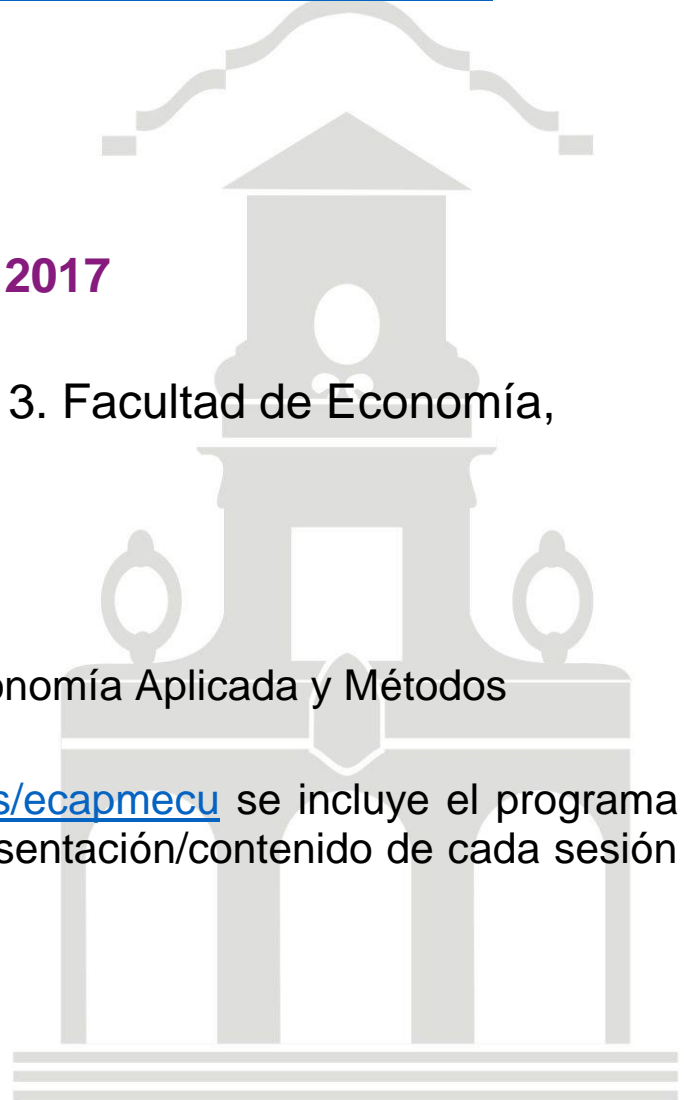 2017
3. Facultad de Economía,
onomía Aplicada y Métodos
s/ecapmecu se incluye el programa
sentación/contenido de cada sesión